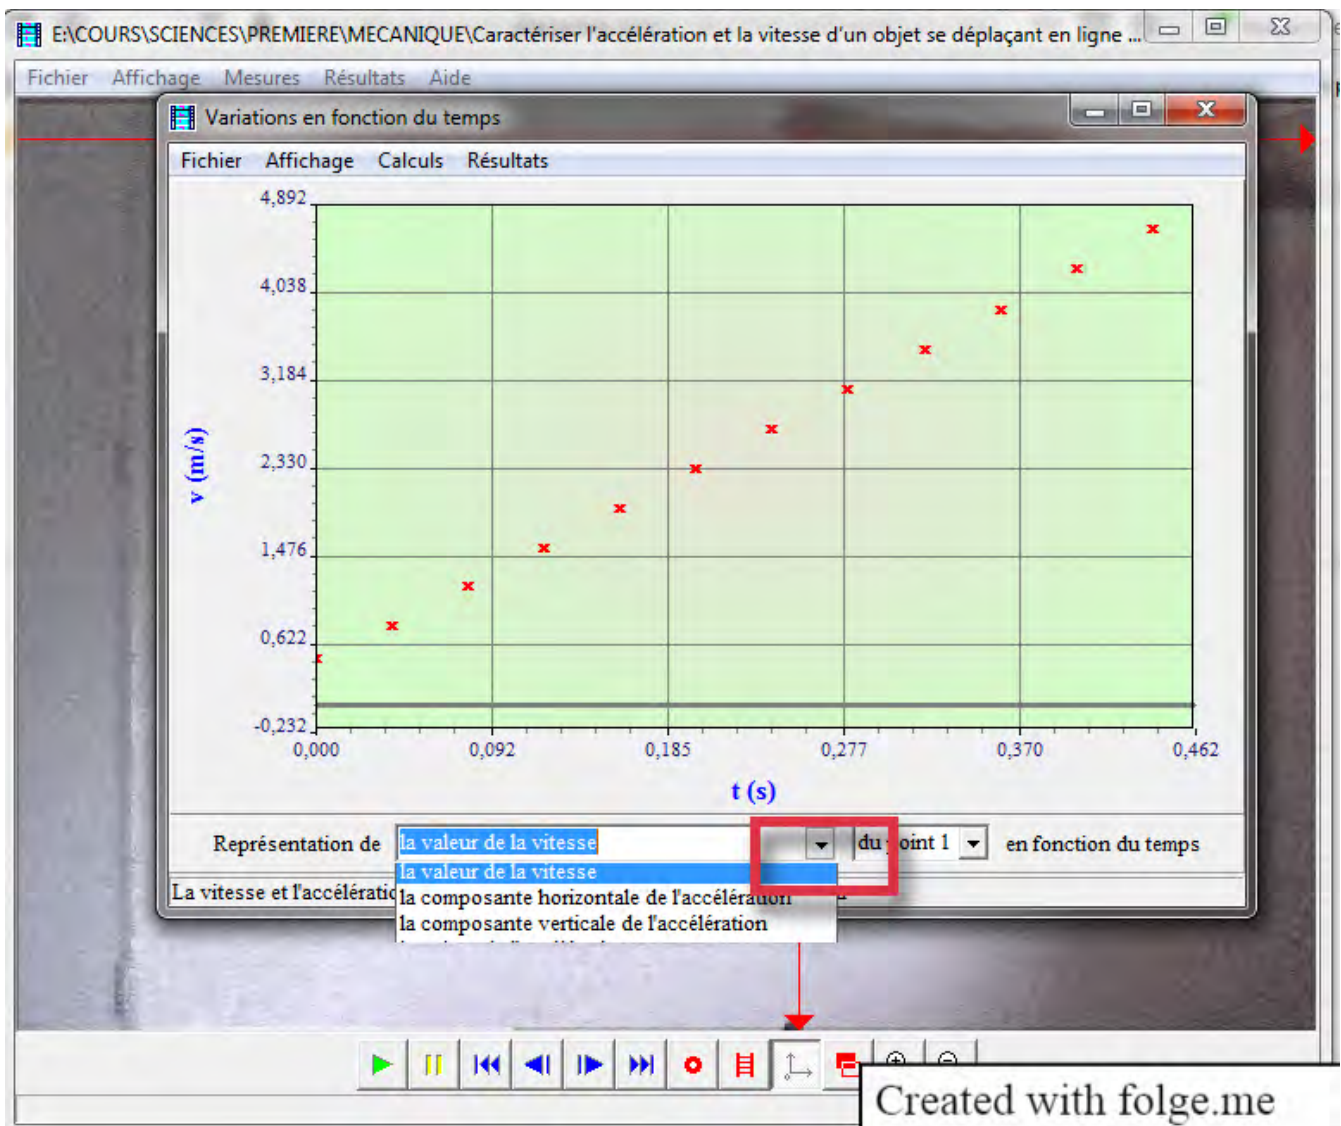 E:\COURS\SCIENCES\PREMIERE\MECANIQUE\Caractériser l'accélération et la vitesse d'un objet se déplaçant en ligne ...
Fichier Affichage Mesures Résultats Aide
Variations en fonction du temps
Fichier Affichage Calculs Résultats
4,892
4,038
3,184
2,330
1,476
0,622
-0,232
v (m/s)
0,000 0,092 0,185 0,277 0,370 0,462
t (s)
Représentation de la valeur de la vitesse du point 1 en fonction du temps
la valeur de la vitesse
La vitesse et l'accélératio
la composante horizontale de l'accélération
la composante verticale de l'accélération
Created with folge.me